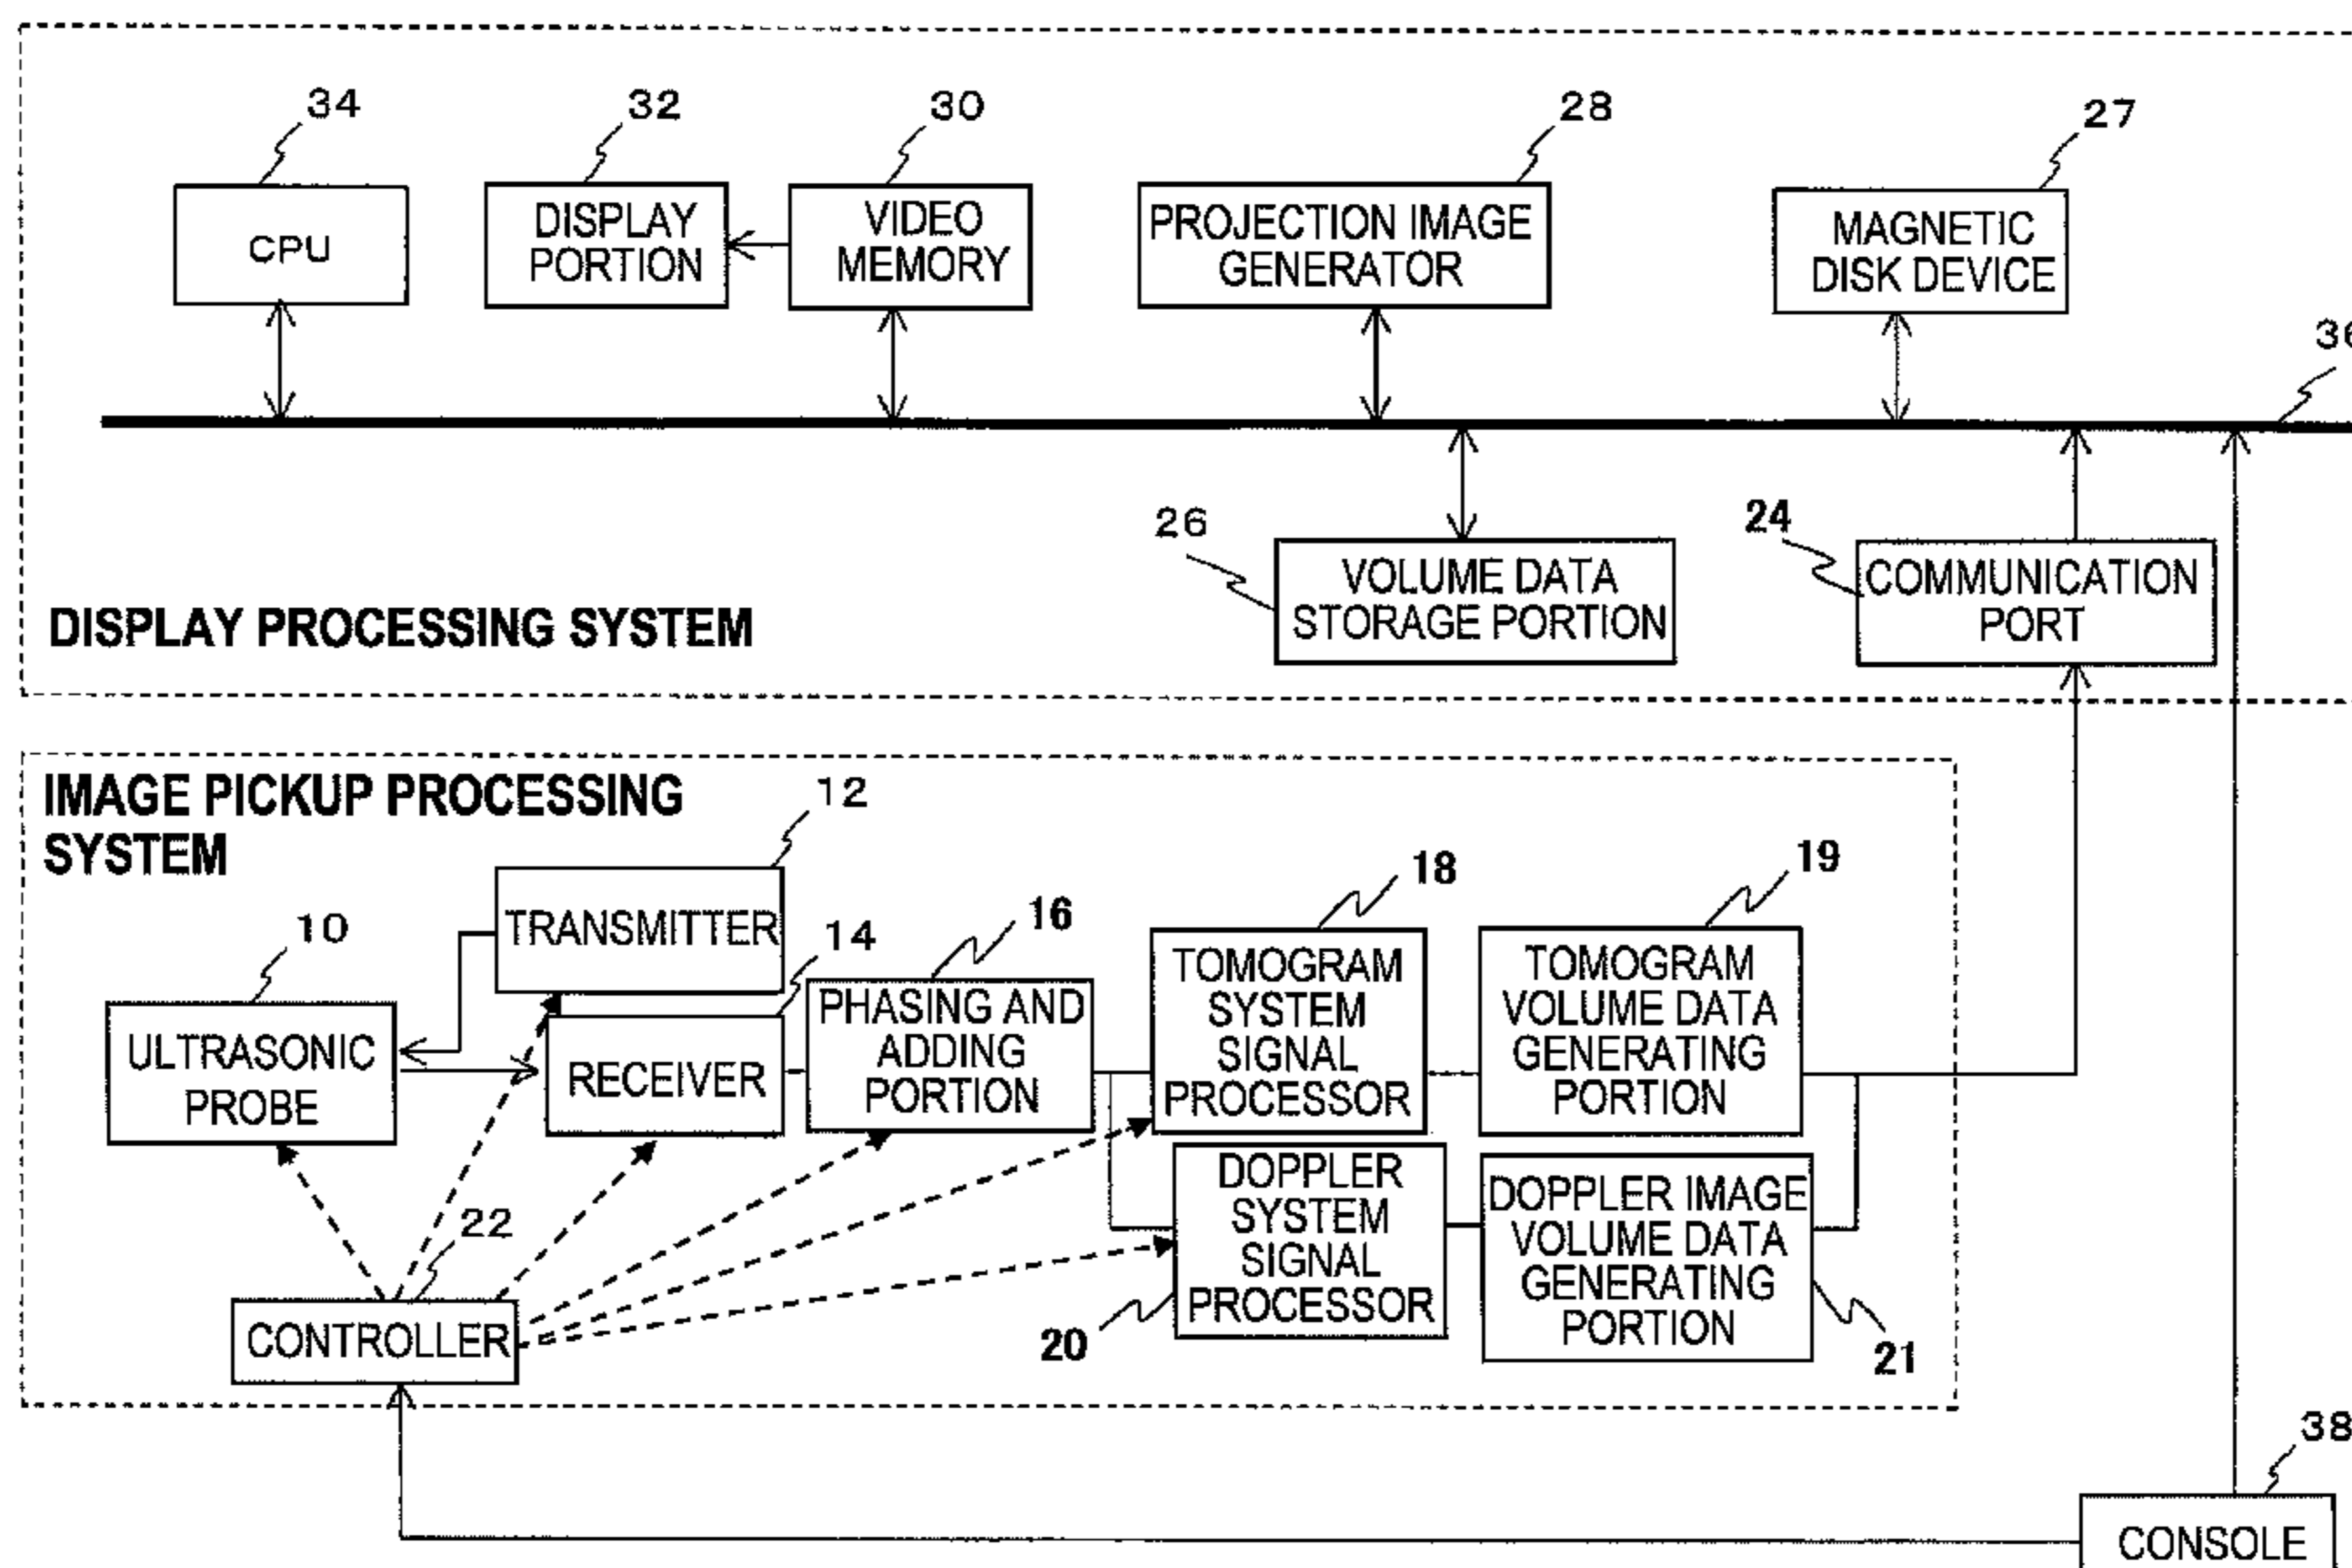 34
32
30
28
27
CPU
DISPLAY
PORTION
VIDEO
MEMORY
PROJECTION IMAGE
GENERATOR
MAGNETIC
DISK DEVICE
36
26
24
VOLUME DATA
STORAGE PORTION
COMMUNICATION
PORT
DISPLAY PROCESSING SYSTEM
IMAGE PICKUP PROCESSING
SYSTEM
12
18
19
10
TRANSMITTER
14
16
ULTRASONIC
PROBE
RECEIVER
PHASING AND
ADDING
PORTION
TOMOGRAM
SYSTEM
SIGNAL
PROCESSOR
TOMOGRAM
VOLUME DATA
GENERATING
PORTION
22
DOPPLER
SYSTEM
SIGNAL
PROCESSOR
DOPPLER IMAGE
VOLUME DATA
GENERATING
PORTION
CONTROLLER
20
21
38
CONSOLE